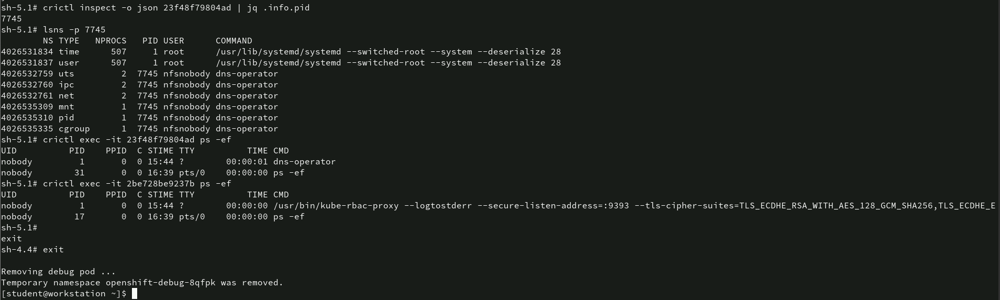 sh-5.1# crictl inspect -o json 23f48f79804ad | jq .info.pid
7745
sh-5.1# lsns -p 7745
        NS TYPE   NPROCS   PID USER      COMMAND
4026531834 time      507     1 root      /usr/lib/systemd/systemd --switched-root --system --deserialize 28
4026531837 user      507     1 root      /usr/lib/systemd/systemd --switched-root --system --deserialize 28
4026532759 uts         2  7745 nfsnobody dns-operator
4026532760 ipc         2  7745 nfsnobody dns-operator
4026532761 net         2  7745 nfsnobody dns-operator
4026535309 mnt         1  7745 nfsnobody dns-operator
4026535310 pid         1  7745 nfsnobody dns-operator
4026535335 cgroup      1  7745 nfsnobody dns-operator
sh-5.1# crictl exec -it 23f48f79804ad ps -ef
UID          PID    PPID  C STIME TTY          TIME CMD
nobody         1       0  0 15:44 ?        00:00:01 dns-operator
nobody        31       0  0 16:39 pts/0    00:00:00 ps -ef
sh-5.1# crictl exec -it 2be728be9237b ps -ef
UID          PID    PPID  C STIME TTY          TIME CMD
nobody         1       0  0 15:44 ?        00:00:00 /usr/bin/kube-rbac-proxy --logtostderr --secure-listen-address=:9393 --tls-cipher-suites=TLS_ECDHE_RSA_WITH_AES_128_GCM_SHA256,TLS_ECDHE_E
nobody        17       0  0 16:39 pts/0    00:00:00 ps -ef
sh-5.1#
exit
sh-4.4# exit

Removing debug pod ...
Temporary namespace openshift-debug-8qfpk was removed.
[student@workstation ~]$